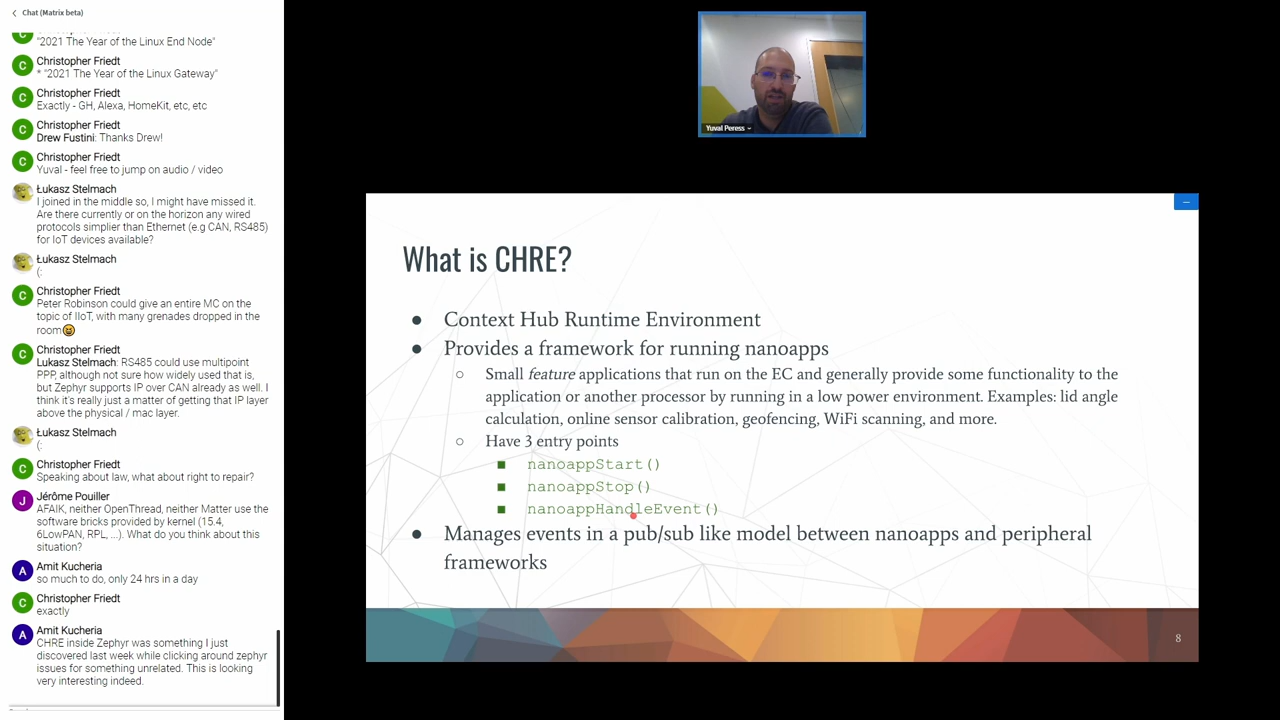 Chat (Matrix beta)
"2021 The Year of the Linux End Node"
Christopher Friedt
* "2021 The Year of the Linux Gateway"
Christopher Friedt
Exactly - GH, Alexa, HomeKit, etc, etc
Christopher Friedt
Drew Fustini: Thanks Drew!
Christopher Friedt
Yuval - feel free to jump on audio / video
Łukasz Stelmach
I joined in the middle so, I might have missed it.
Are there currently or on the horizon any wired
protocols simplier than Ethernet (e.g CAN, RS485)
for IoT devices available?
Łukasz Stelmach
(:
Christopher Friedt
Peter Robinson could give an entire MC on the
topic of IIoT, with many grenades dropped in the
room😆
Christopher Friedt
Lukasz Stelmach: RS485 could use multipoint
PPP, although not sure how widely used that is,
but Zephyr supports IP over CAN already as well. I
think it's really just a matter of getting that IP layer
above the physical / mac layer.
Łukasz Stelmach
(:
Christopher Friedt
Speaking about law, what about right to repair?
Jérôme Pouiller
AFAIK, neither OpenThread, neither Matter use the
software bricks provided by kernel (15.4,
6LowPAN, RPL, ...). What do you think about this
situation?
Amit Kucheria
so much to do, only 24 hrs in a day
Christopher Friedt
exactly
Amit Kucheria
CHRE inside Zephyr was something I just
discovered last week while clicking around zephyr
issues for something unrelated. This is looking
very interesting indeed.
Yuval Peress
What is CHRE?
● Context Hub Runtime Environment
● Provides a framework for running nanoapps
○ Small feature applications that run on the EC and generally provide some functionality to the
application or another processor by running in a low power environment. Examples: lid angle
calculation, online sensor calibration, geofencing, WiFi scanning, and more.
○ Have 3 entry points
■ nanoappStart()
■ nanoappStop()
■ nanoappHandleEvent()
● Manages events in a pub/sub like model between nanoapps and peripheral
frameworks
8